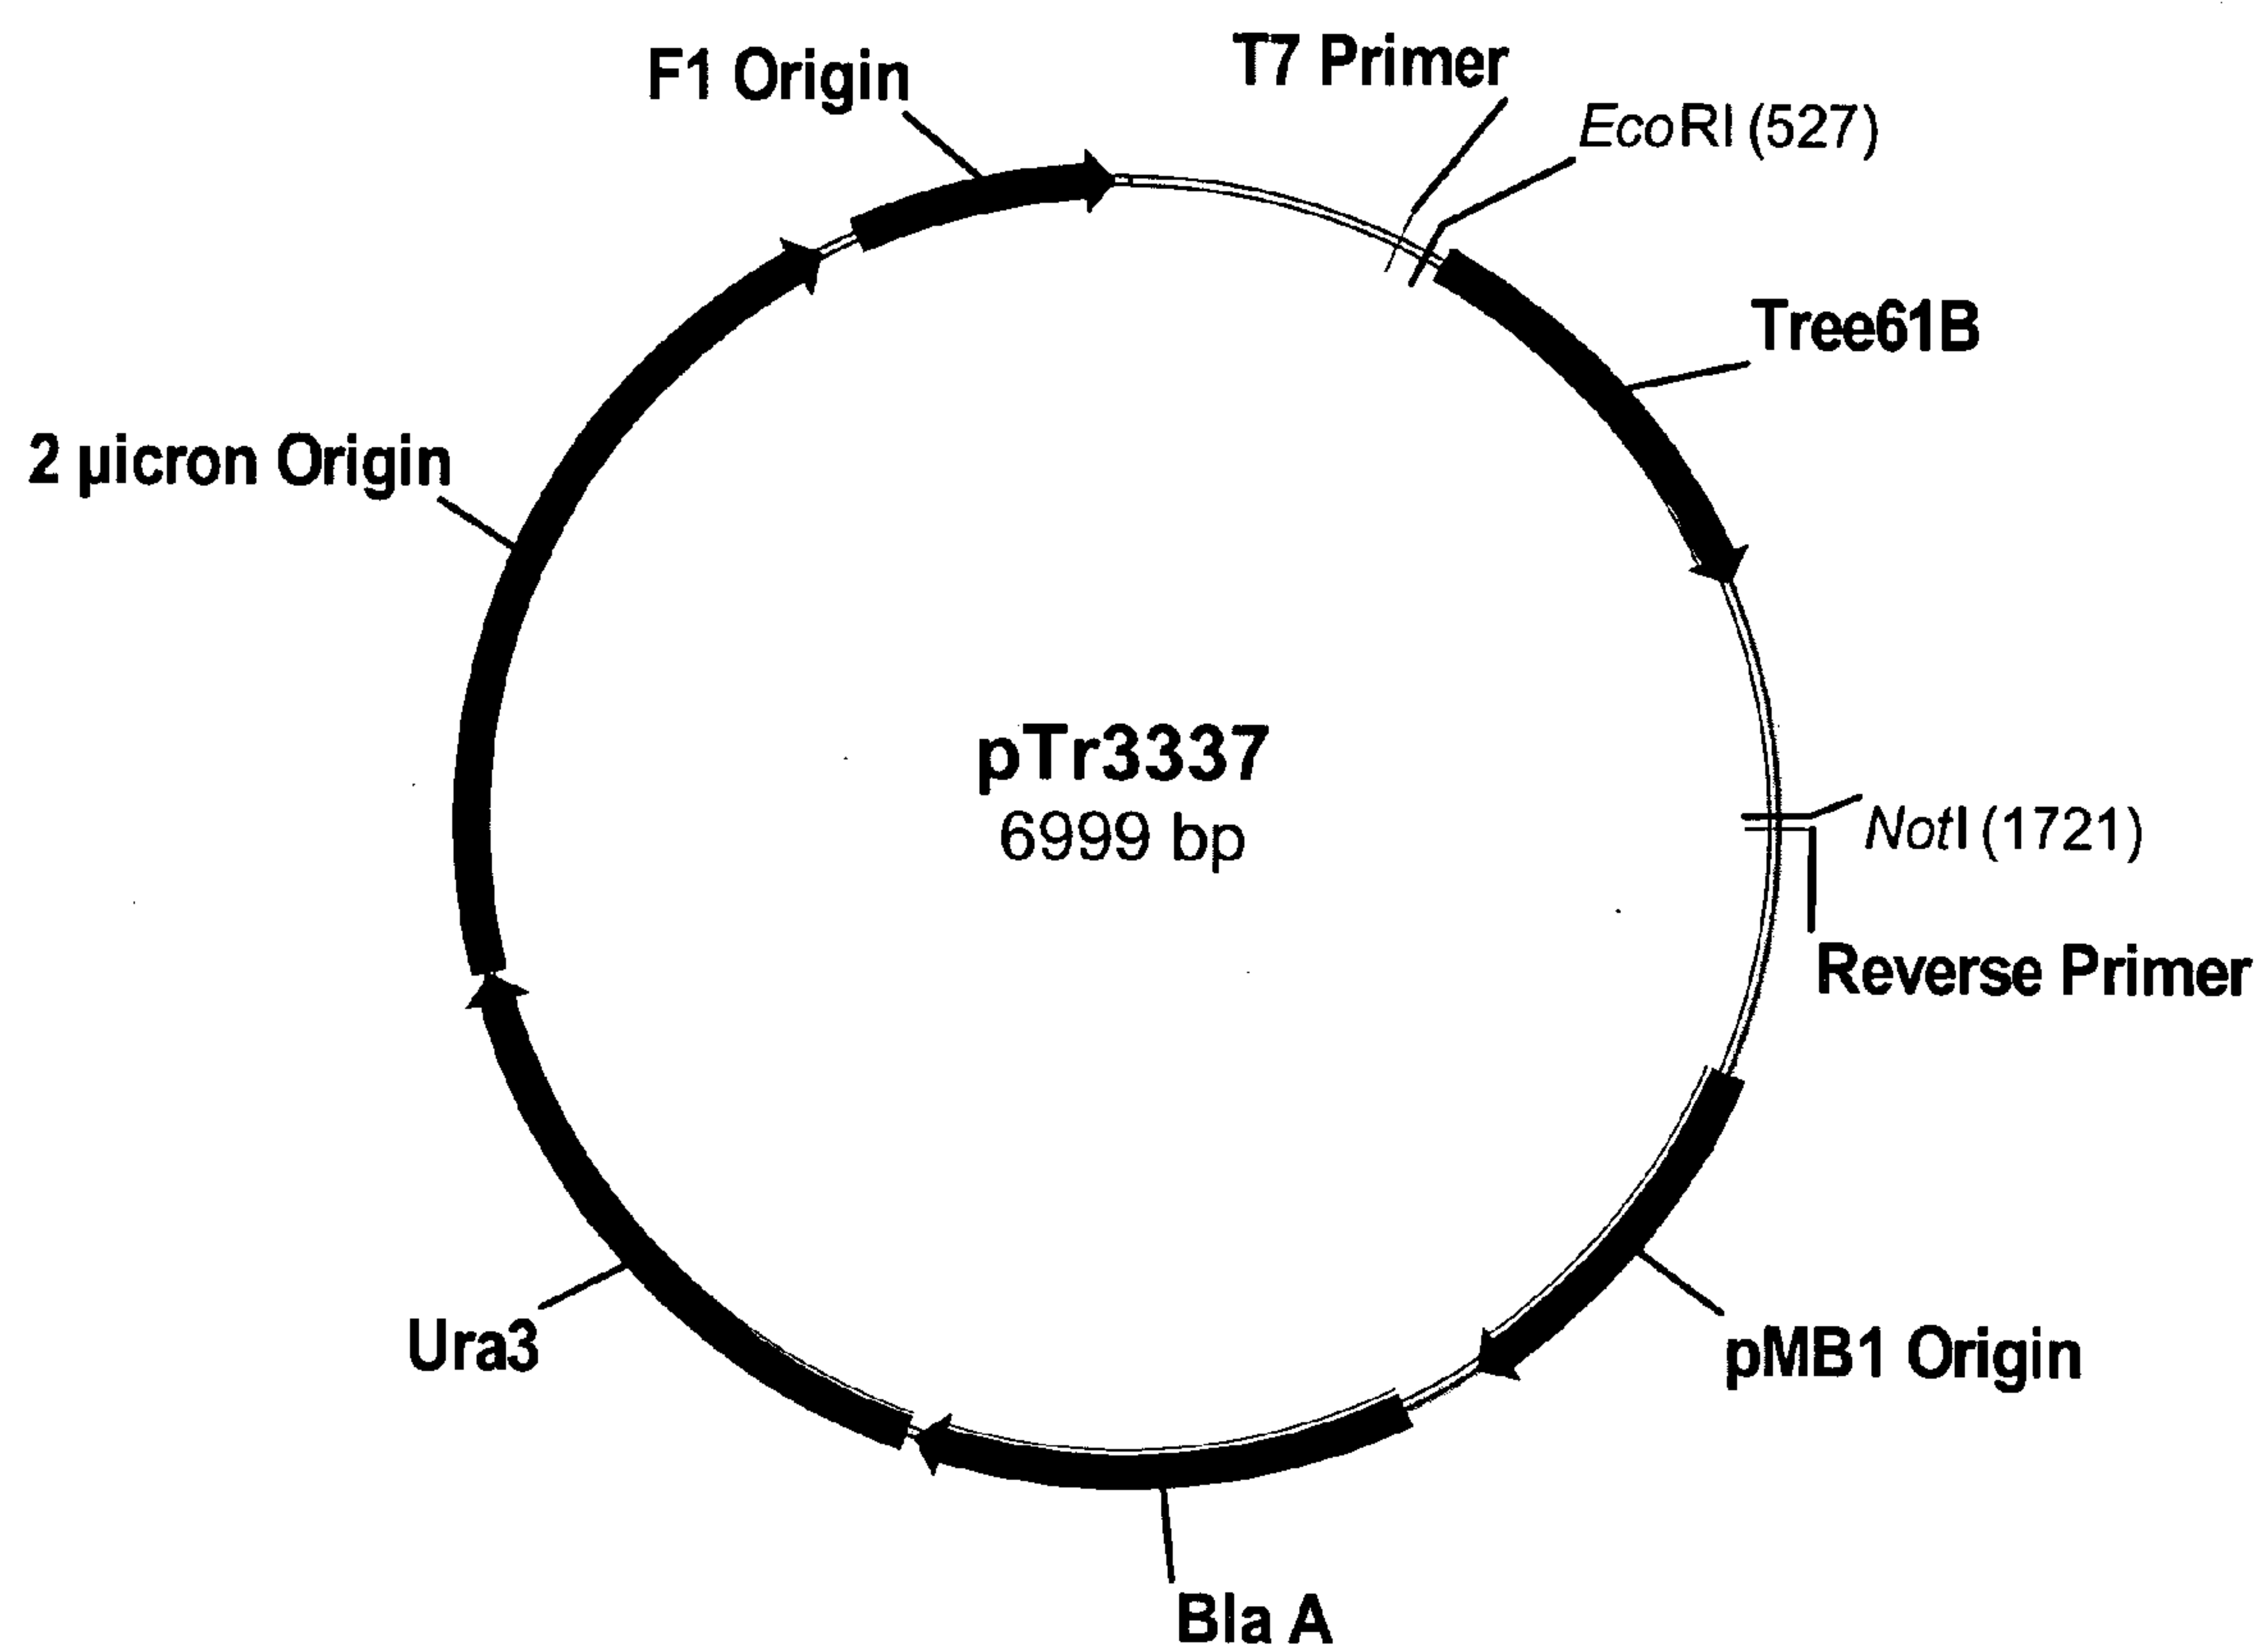 T7 Primer
F1 Origin
EcoRI (527)
Tree61B
2 µicron Origin
pTr3337
6999 bp
NotI (1721)
Reverse Primer
Ura3
pMB1 Origin
Bla A